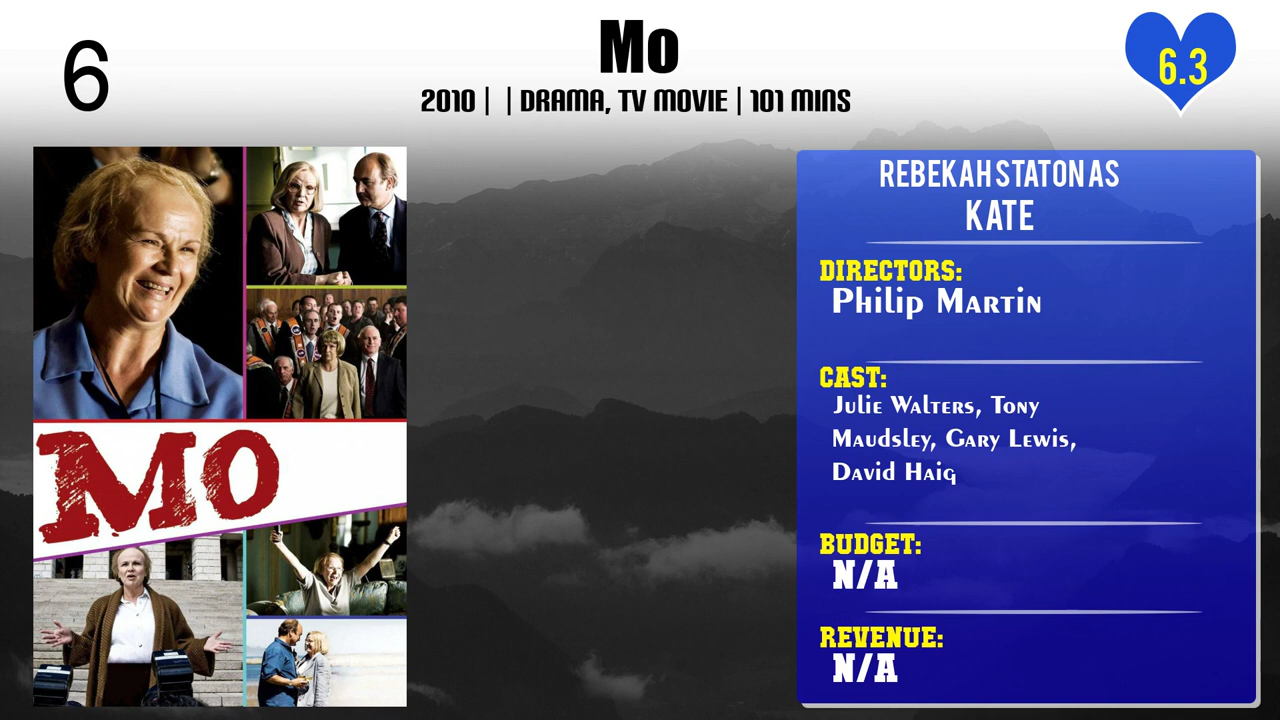 6
Mo
2010 | | DRAMA, TV MOVIE | 101 MINS
6.3
REBEKAH STATON AS
KATE
DIRECTORS:
Philip Martin
CAST:
Julie Walters, Tony
Maudsley, Gary Lewis,
David Haig
BUDGET:
N/A
REVENUE:
N/A
MO